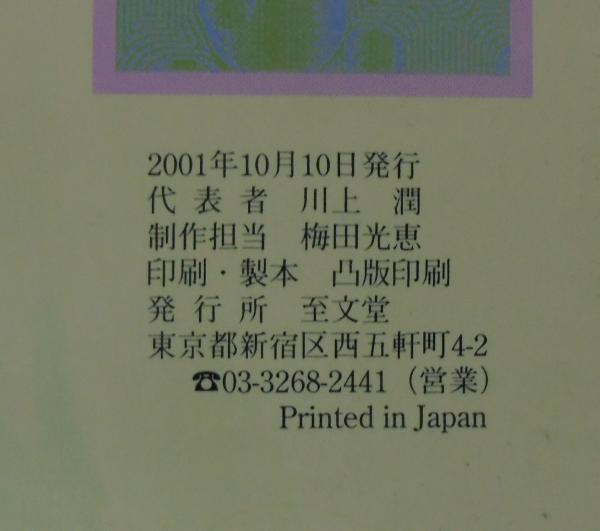 2001年10月10日発行
代表者 川上 潤
制作担当 梅田光恵
印刷・製本 凸版印刷
発行所 至文堂
東京都新宿区西五軒町4-2
☎03-3268-2441（営業）
Printed in Japan